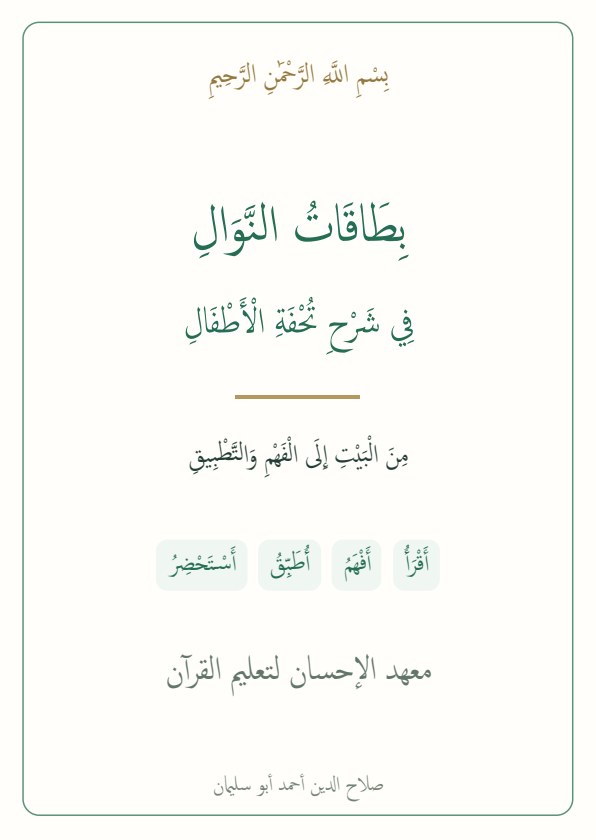 بِسْمِ اللَّهِ الرَّحْمَٰنِ الرَّحِيمِ
بِطَاقَاتُ النَّوَالِ
فِي شَرْحِ تُحْفَةِ الْأَطْفَالِ
مِنَ الْبَيْتِ إِلَى الْفَهْمِ وَالتَّطْبِيقِ
أَقْرَأُ أَفْهَمُ أُطَبِّقُ أَسْتَحْضِرُ
معهد الإحسان لتعليم القرآن
صلاح الدين أحمد أبو سليمان